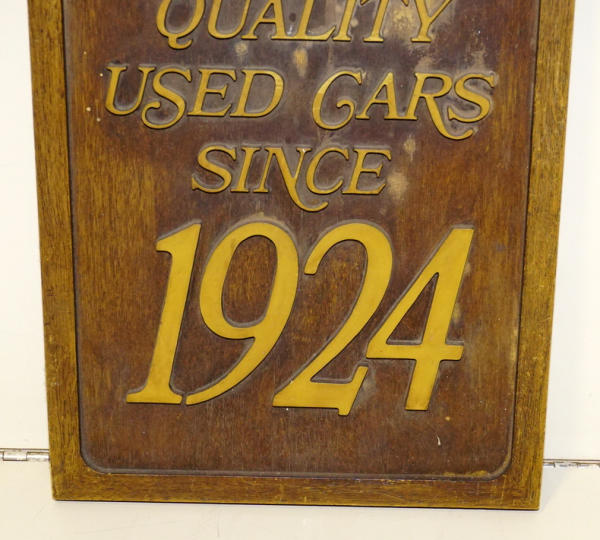 QUALITY
USED CARS
SINCE
1924